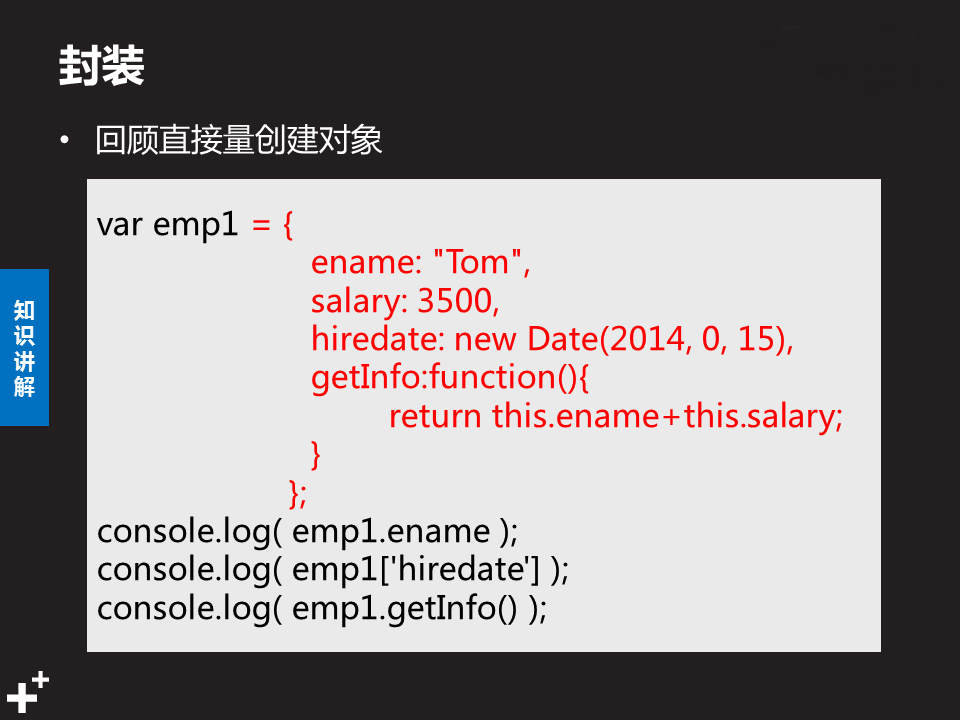 封装
• 回顾直接量创建对象
var emp1 = {
ename: "Tom",
salary: 3500,
hiredate: new Date(2014, 0, 15),
getInfo:function(){
return this.ename+this.salary;
}
};
console.log( emp1.ename );
console.log( emp1['hiredate'] );
console.log( emp1.getInfo() );
知识讲解
++